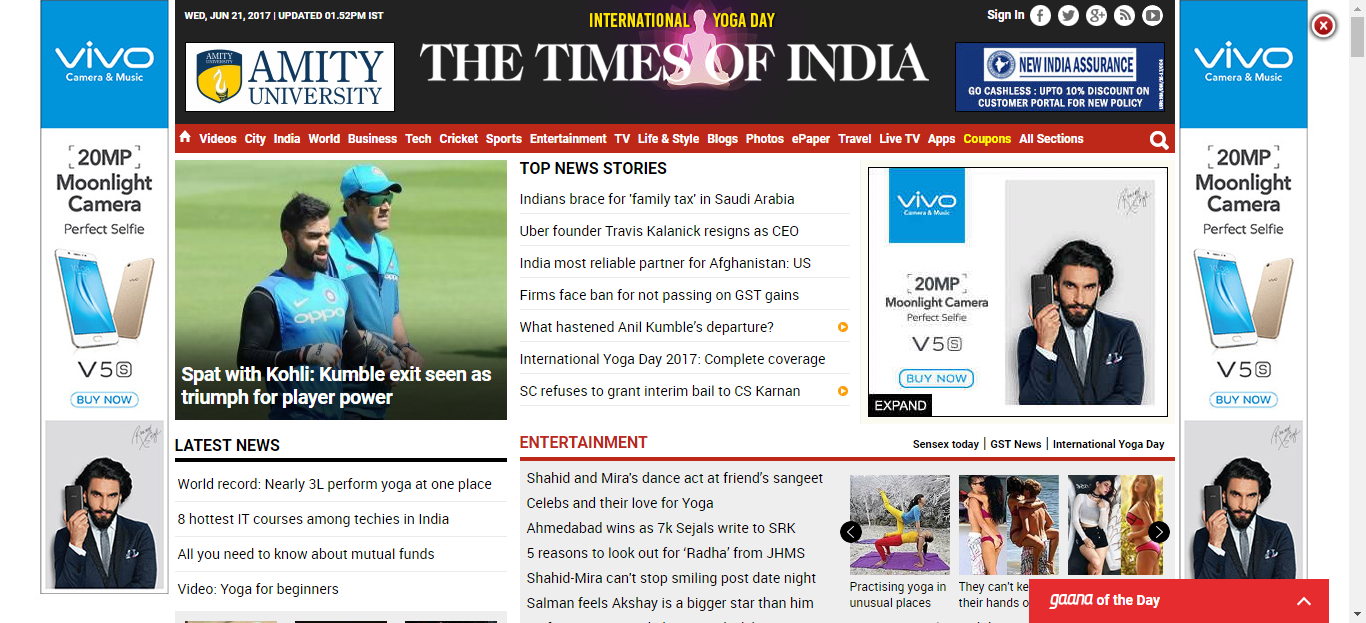 vivo
Camera & Music
20MP
Moonlight
Camera
Perfect Selfie
V5S
BUY NOW
WED, JUN 21, 2017 | UPDATED 01.52PM IST
INTERNATIONAL YOGA DAY
THE TIMES OF INDIA
Sign In
AMITY UNIVERSITY
AMITY
UNIVERSITY
NEW INDIA ASSURANCE
GO CASHLESS : UPTO 10% DISCOUNT ON
CUSTOMER PORTAL FOR NEW POLICY
Videos City India World Business Tech Cricket Sports Entertainment TV Life & Style Blogs Photos ePaper Travel Live TV Apps Coupons All Sections
oppo
Spat with Kohli: Kumble exit seen as
triumph for player power
TOP NEWS STORIES
Indians brace for 'family tax' in Saudi Arabia
Uber founder Travis Kalanick resigns as CEO
India most reliable partner for Afghanistan: US
Firms face ban for not passing on GST gains
What hastened Anil Kumble's departure?
International Yoga Day 2017: Complete coverage
SC refuses to grant interim bail to CS Karnan
vivo
Camera & Music
20MP
Moonlight Camera
Perfect Selfie
V5S
BUY NOW
EXPAND
LATEST NEWS
World record: Nearly 3L perform yoga at one place
8 hottest IT courses among techies in India
All you need to know about mutual funds
Video: Yoga for beginners
ENTERTAINMENT
Sensex today | GST News | International Yoga Day
Shahid and Mira's dance act at friend's sangeet
Celebs and their love for Yoga
Ahmedabad wins as 7k Sejals write to SRK
5 reasons to look out for ‘Radha’ from JHMS
Shahid-Mira can't stop smiling post date night
Salman feels Akshay is a bigger star than him
Practising yoga in
unusual places
They can't ke
their hands o
gaana of the Day
vivo
Camera & Music
20MP
Moonlight
Camera
Perfect Selfie
V5S
BUY NOW